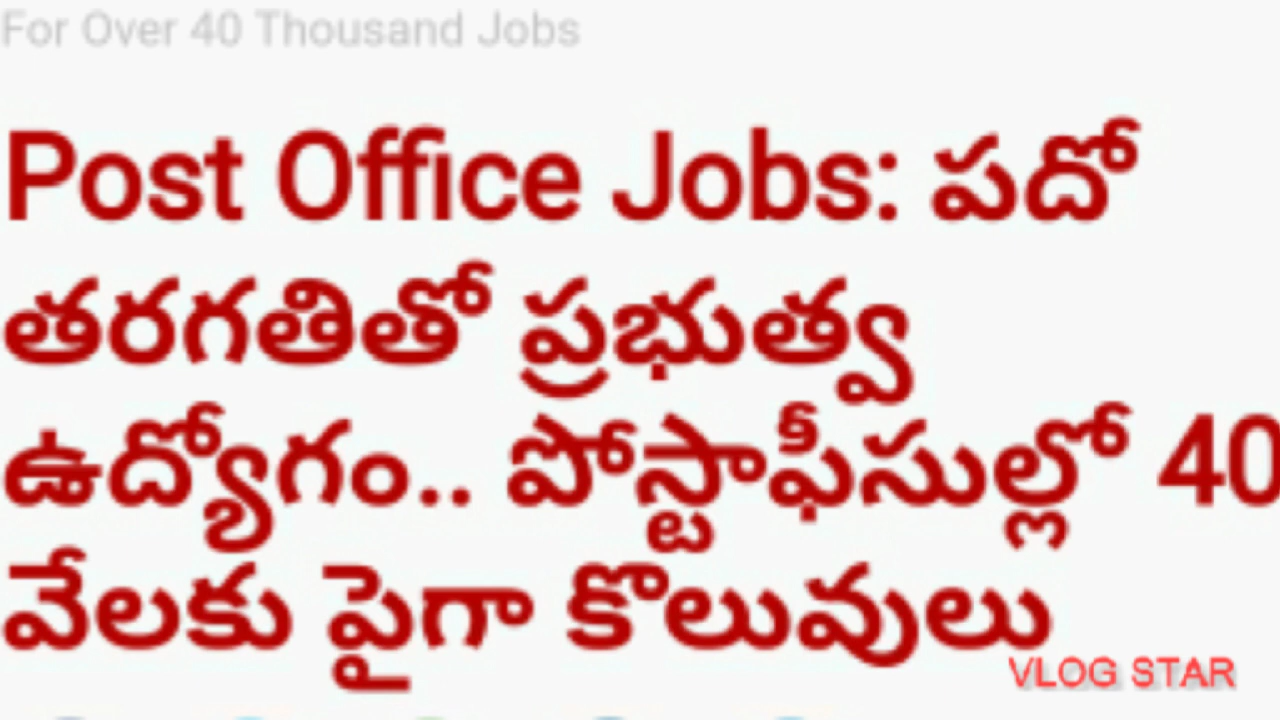 For Over 40 Thousand Jobs
Post Office Jobs: పదో
తరగతితో ప్రభుత్వ
ఉద్యోగం.. పోస్టాఫీసుల్లో 40
వేలకు పైగా కొలువులు
VLOG STAR